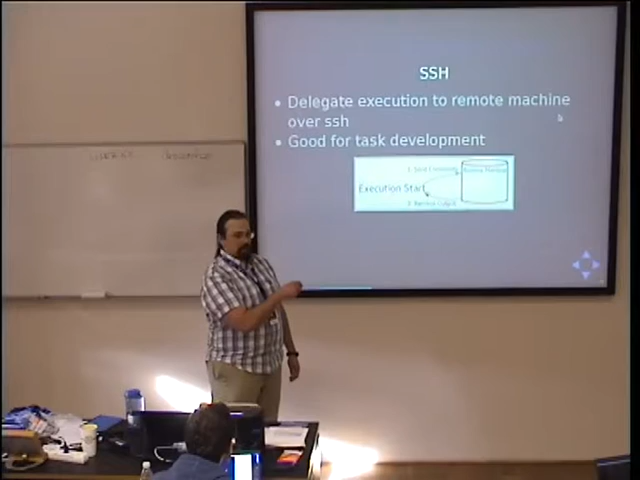 SSH
Delegate execution to remote machine
over ssh
Good for task development
Execution Start